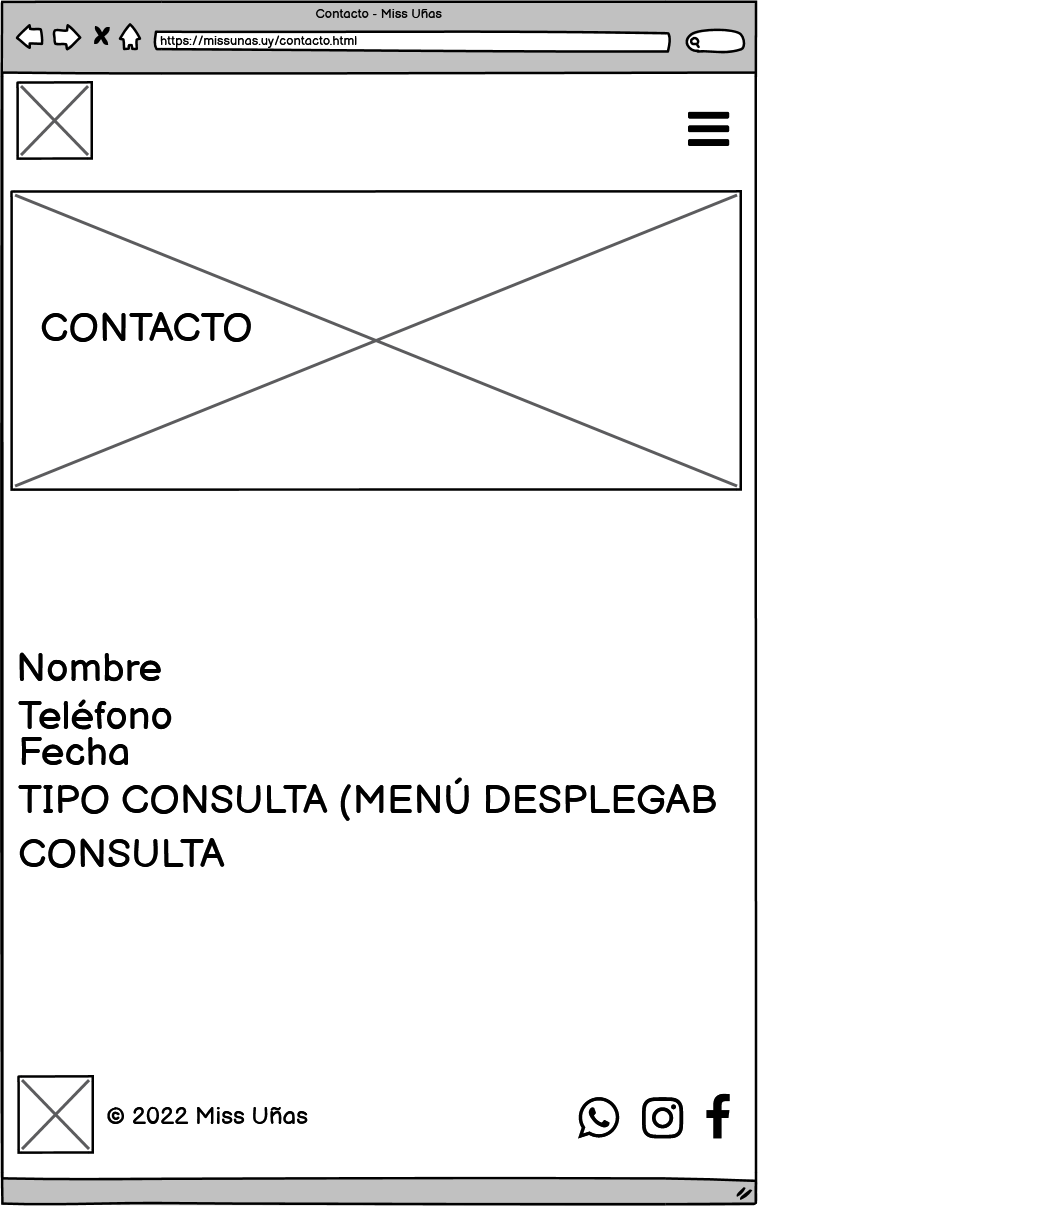 Contacto - Miss Uñas
https://missunas.uy/contacto.html
CONTACTO
Nombre
Teléfono
Fecha
TIPO CONSULTA (MENÚ DESPLEGAB
CONSULTA
© 2022 Miss Uñas